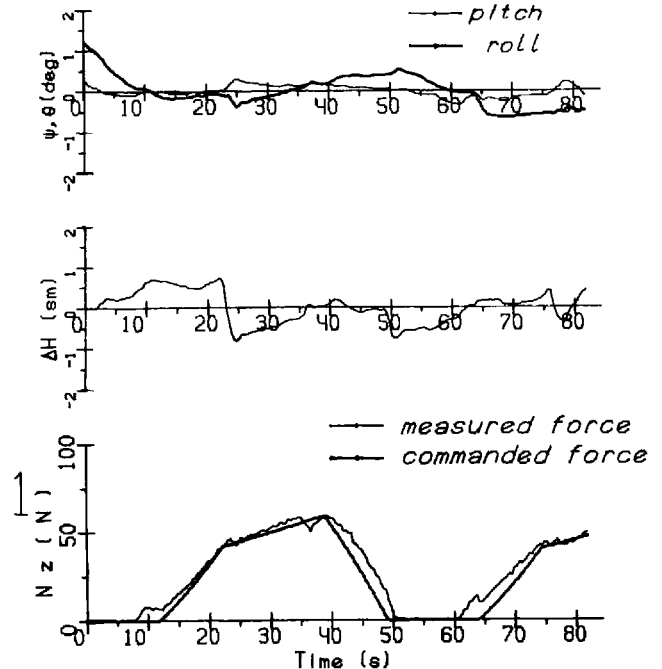 pitch
roll
ψ, θ (deg)
2
1
0
-1
-2
0 10 20 30 40 50 60 70 80
ΔH (sm)
2
1
0
-1
-2
10 20 30 40 50 60 70 80
measured force
commanded force
N z ( N )
100
50
0
0 10 20 30 40 50 60 70 80
Time (s)